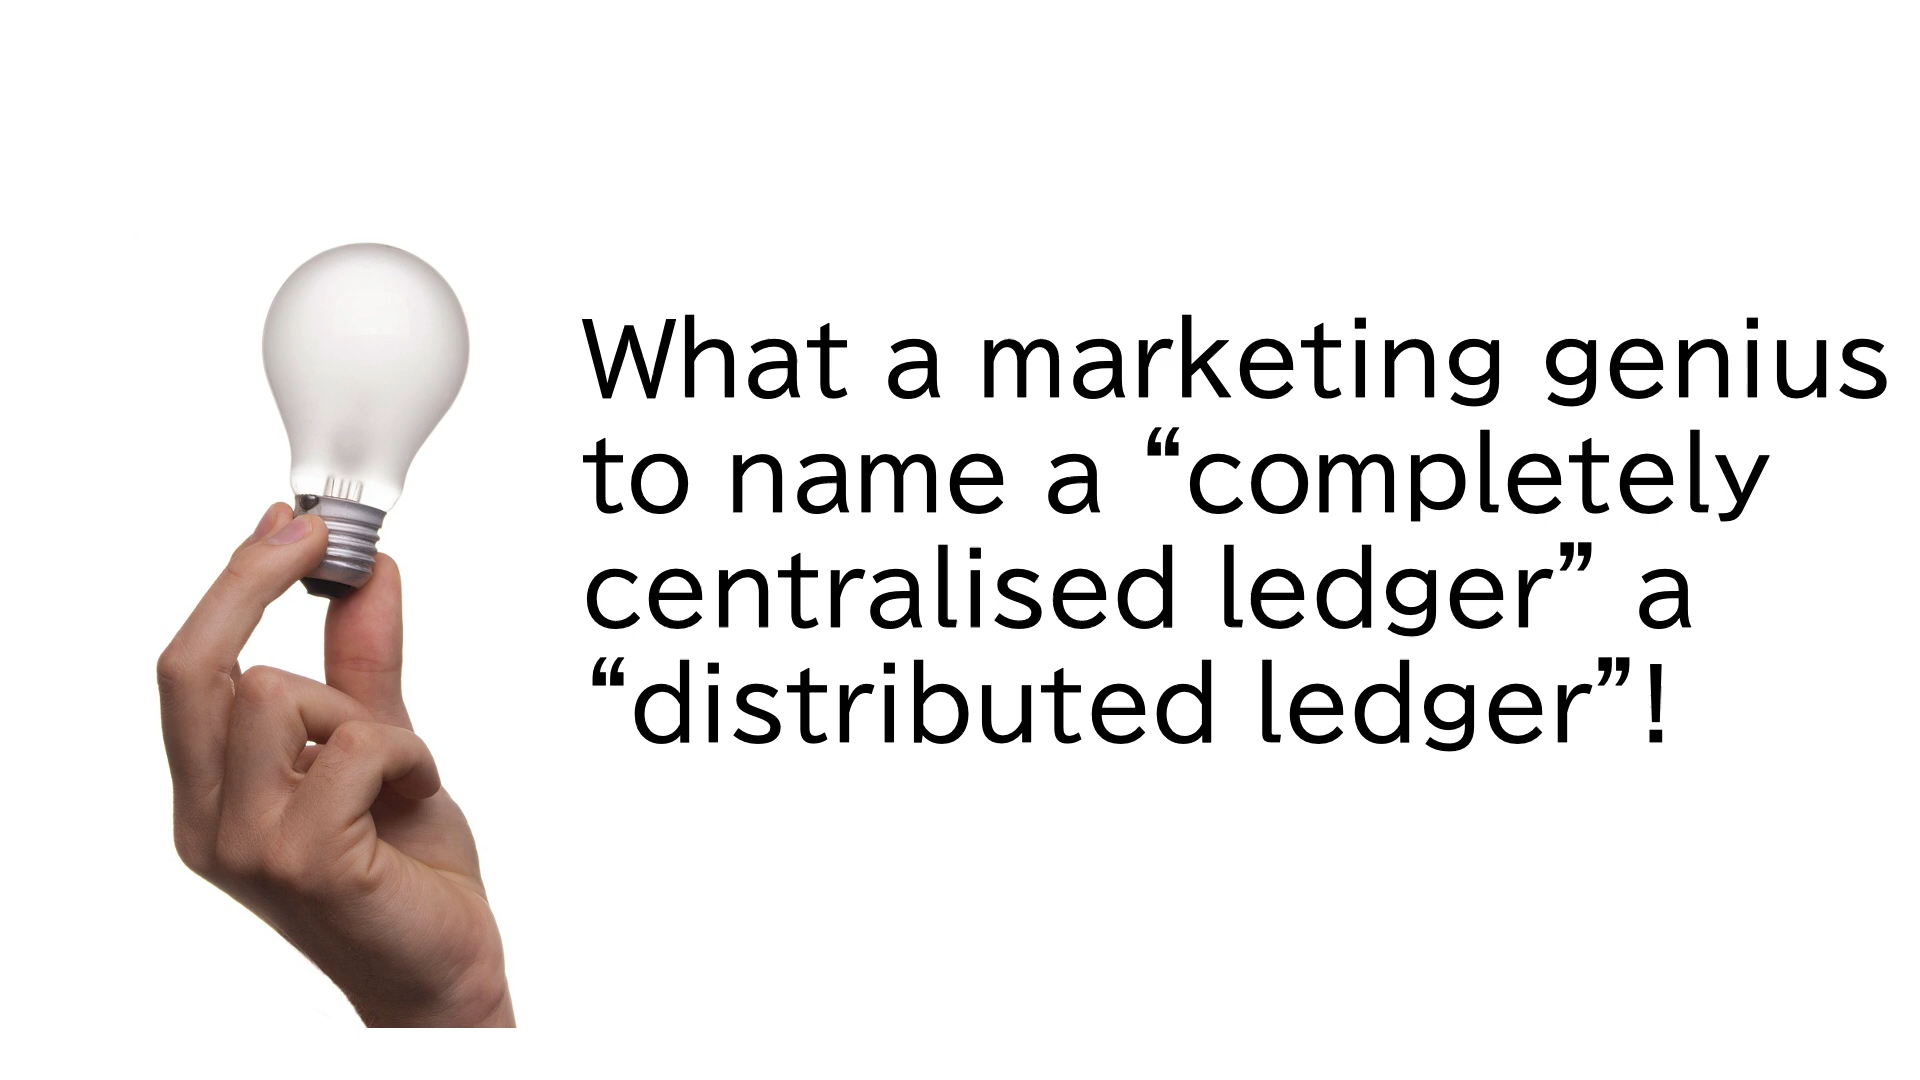 What a marketing genius
to name a “completely
centralised ledger” a
“distributed ledger”!